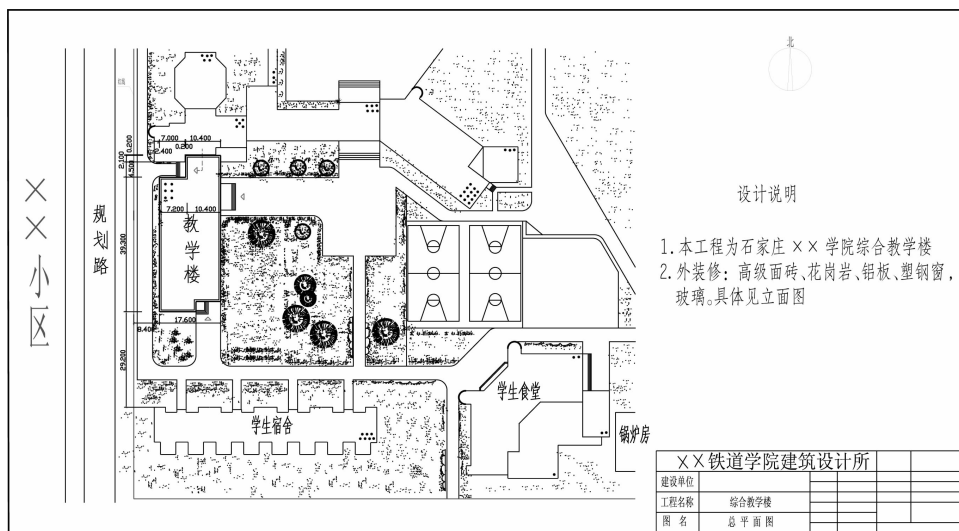 北
××小区
规划路
7.000 10.400
0.200
2.400
0.200
2.100
4.500
7.200 10.400
教学楼
39.300
17.600
8.400
29.200
学生宿舍
学生食堂
锅炉房
设计说明
1.本工程为石家庄××学院综合教学楼
2.外装修：高级面砖、花岗岩、铝板、塑钢窗，
玻璃。具体见立面图
××铁道学院建筑设计所
建设单位
工程名称 综合教学楼
图名 总平面图